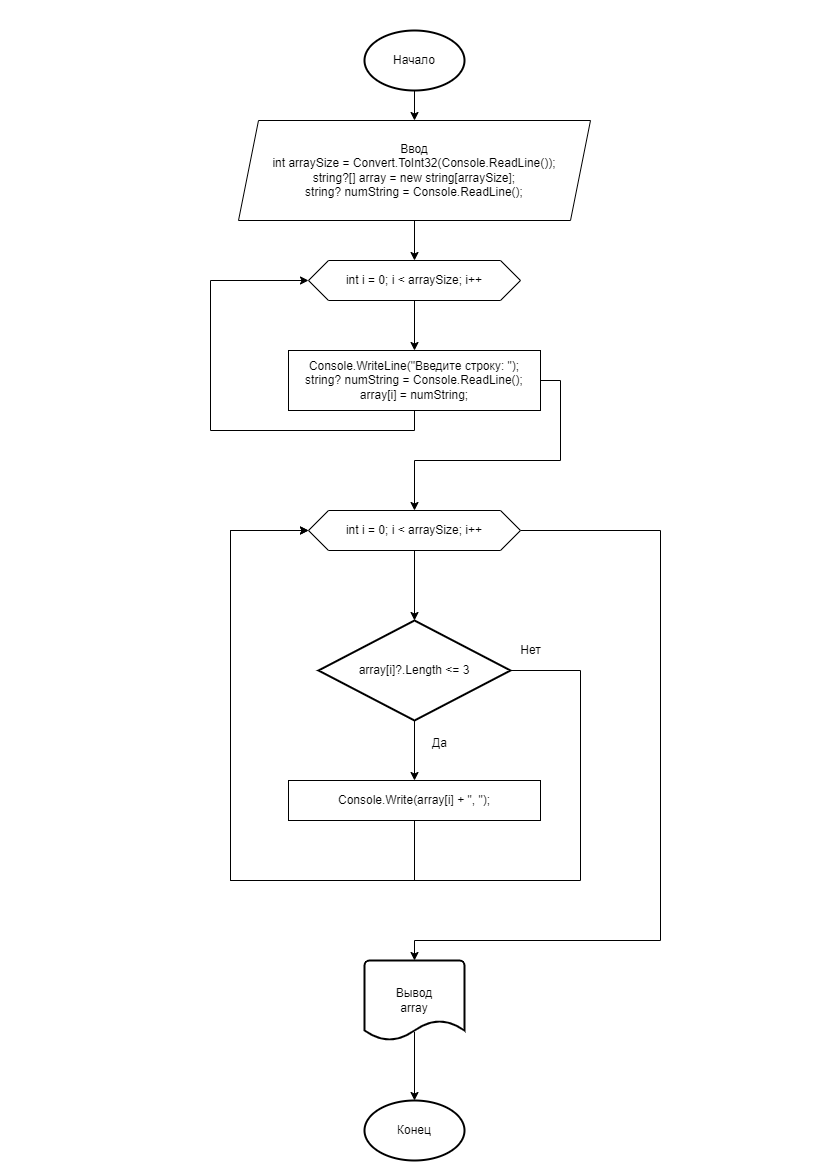 Начало
Ввод
int arraySize = Convert.ToInt32(Console.ReadLine());
string?[] array = new string[arraySize];
string? numString = Console.ReadLine();
int i = 0; i < arraySize; i++
Console.WriteLine("Введите строку: ");
string? numString = Console.ReadLine();
array[i] = numString;
int i = 0; i < arraySize; i++
Нет
array[i]?.Length <= 3
Да
Console.Write(array[i] + ", ");
Вывод
array
Конец